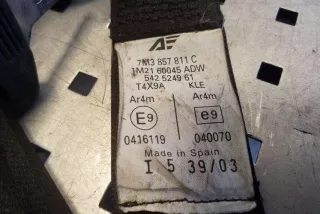 7M3 857 811 C
1M21 60045 ADW
542 5249 61
T4X9A KLE
Ar4m Ar4m
E9 e9
0416119 040070
Made in Spain
I 5 39/03